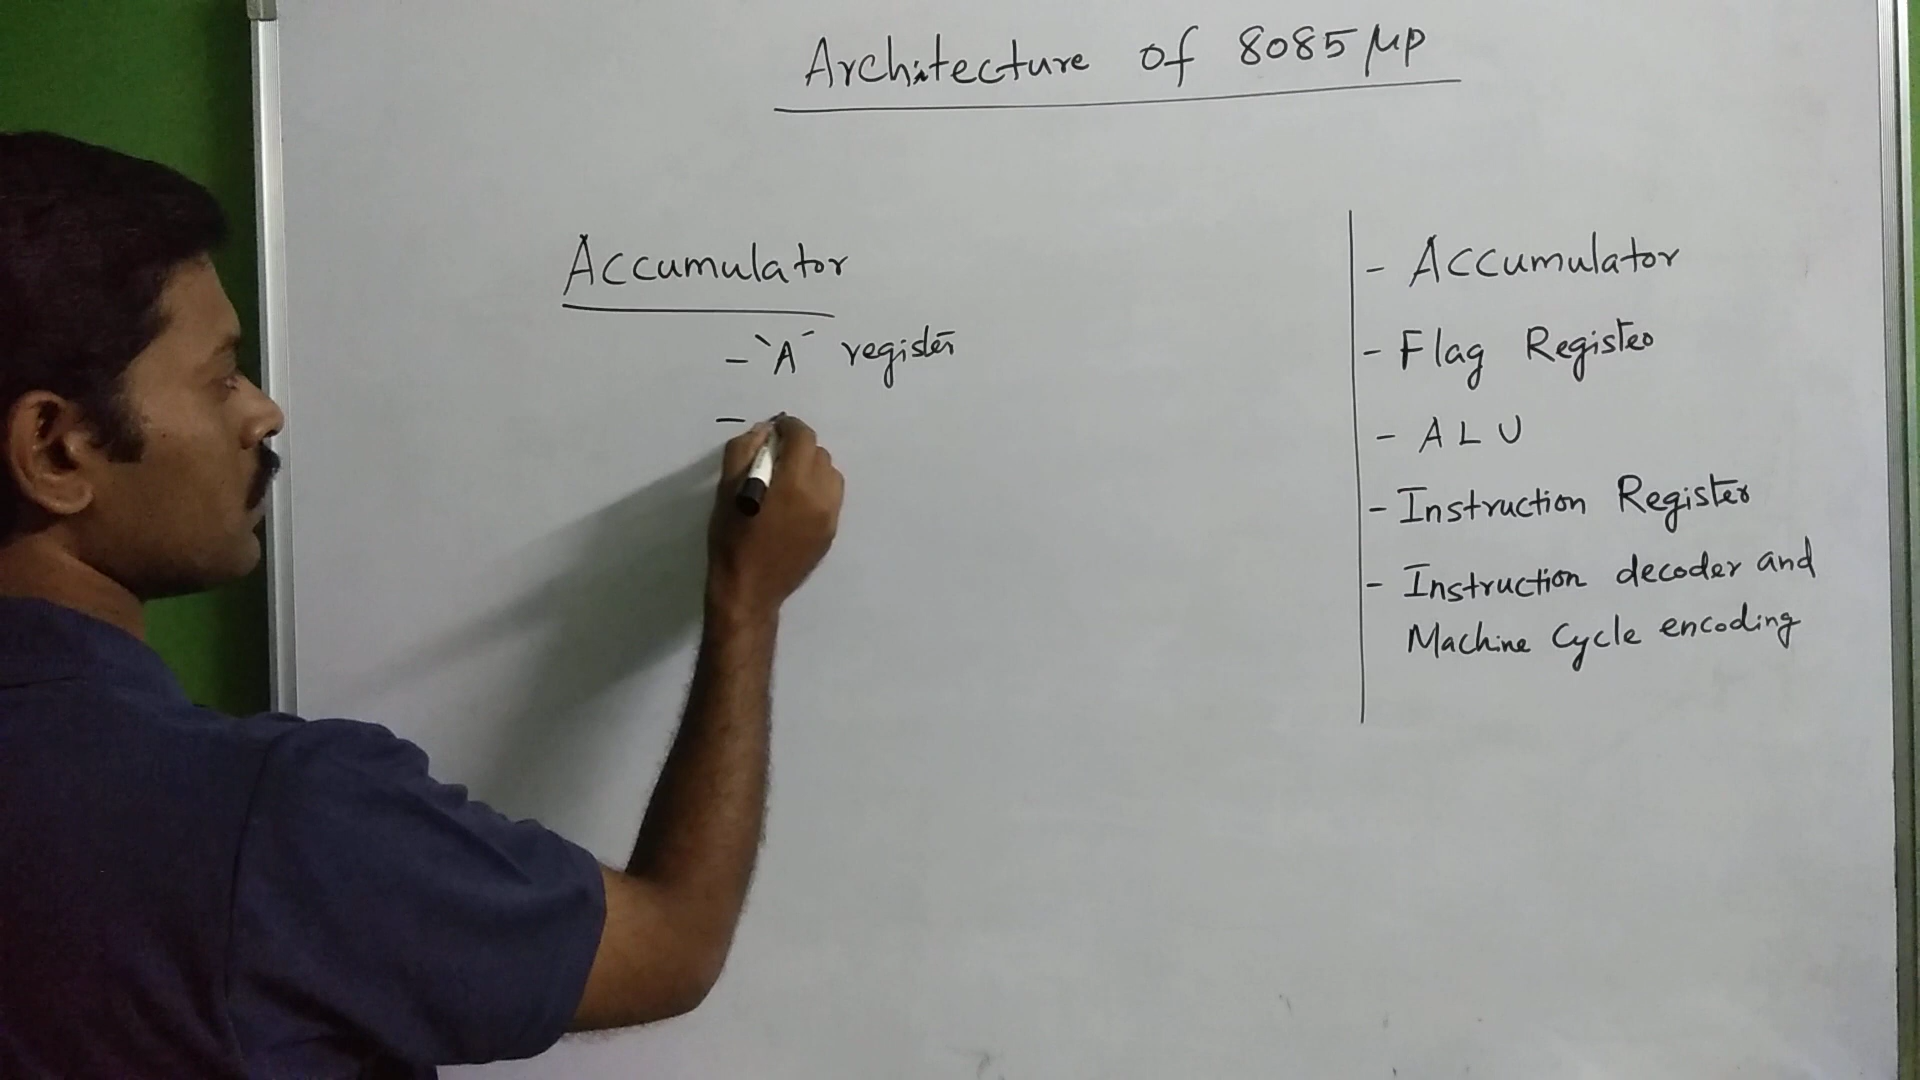 Architecture of 8085 μp
Accumulator
- `A´ register
-
- Accumulator
- Flag Register
- ALU
- Instruction Register
- Instruction decoder and
Machine Cycle encoding